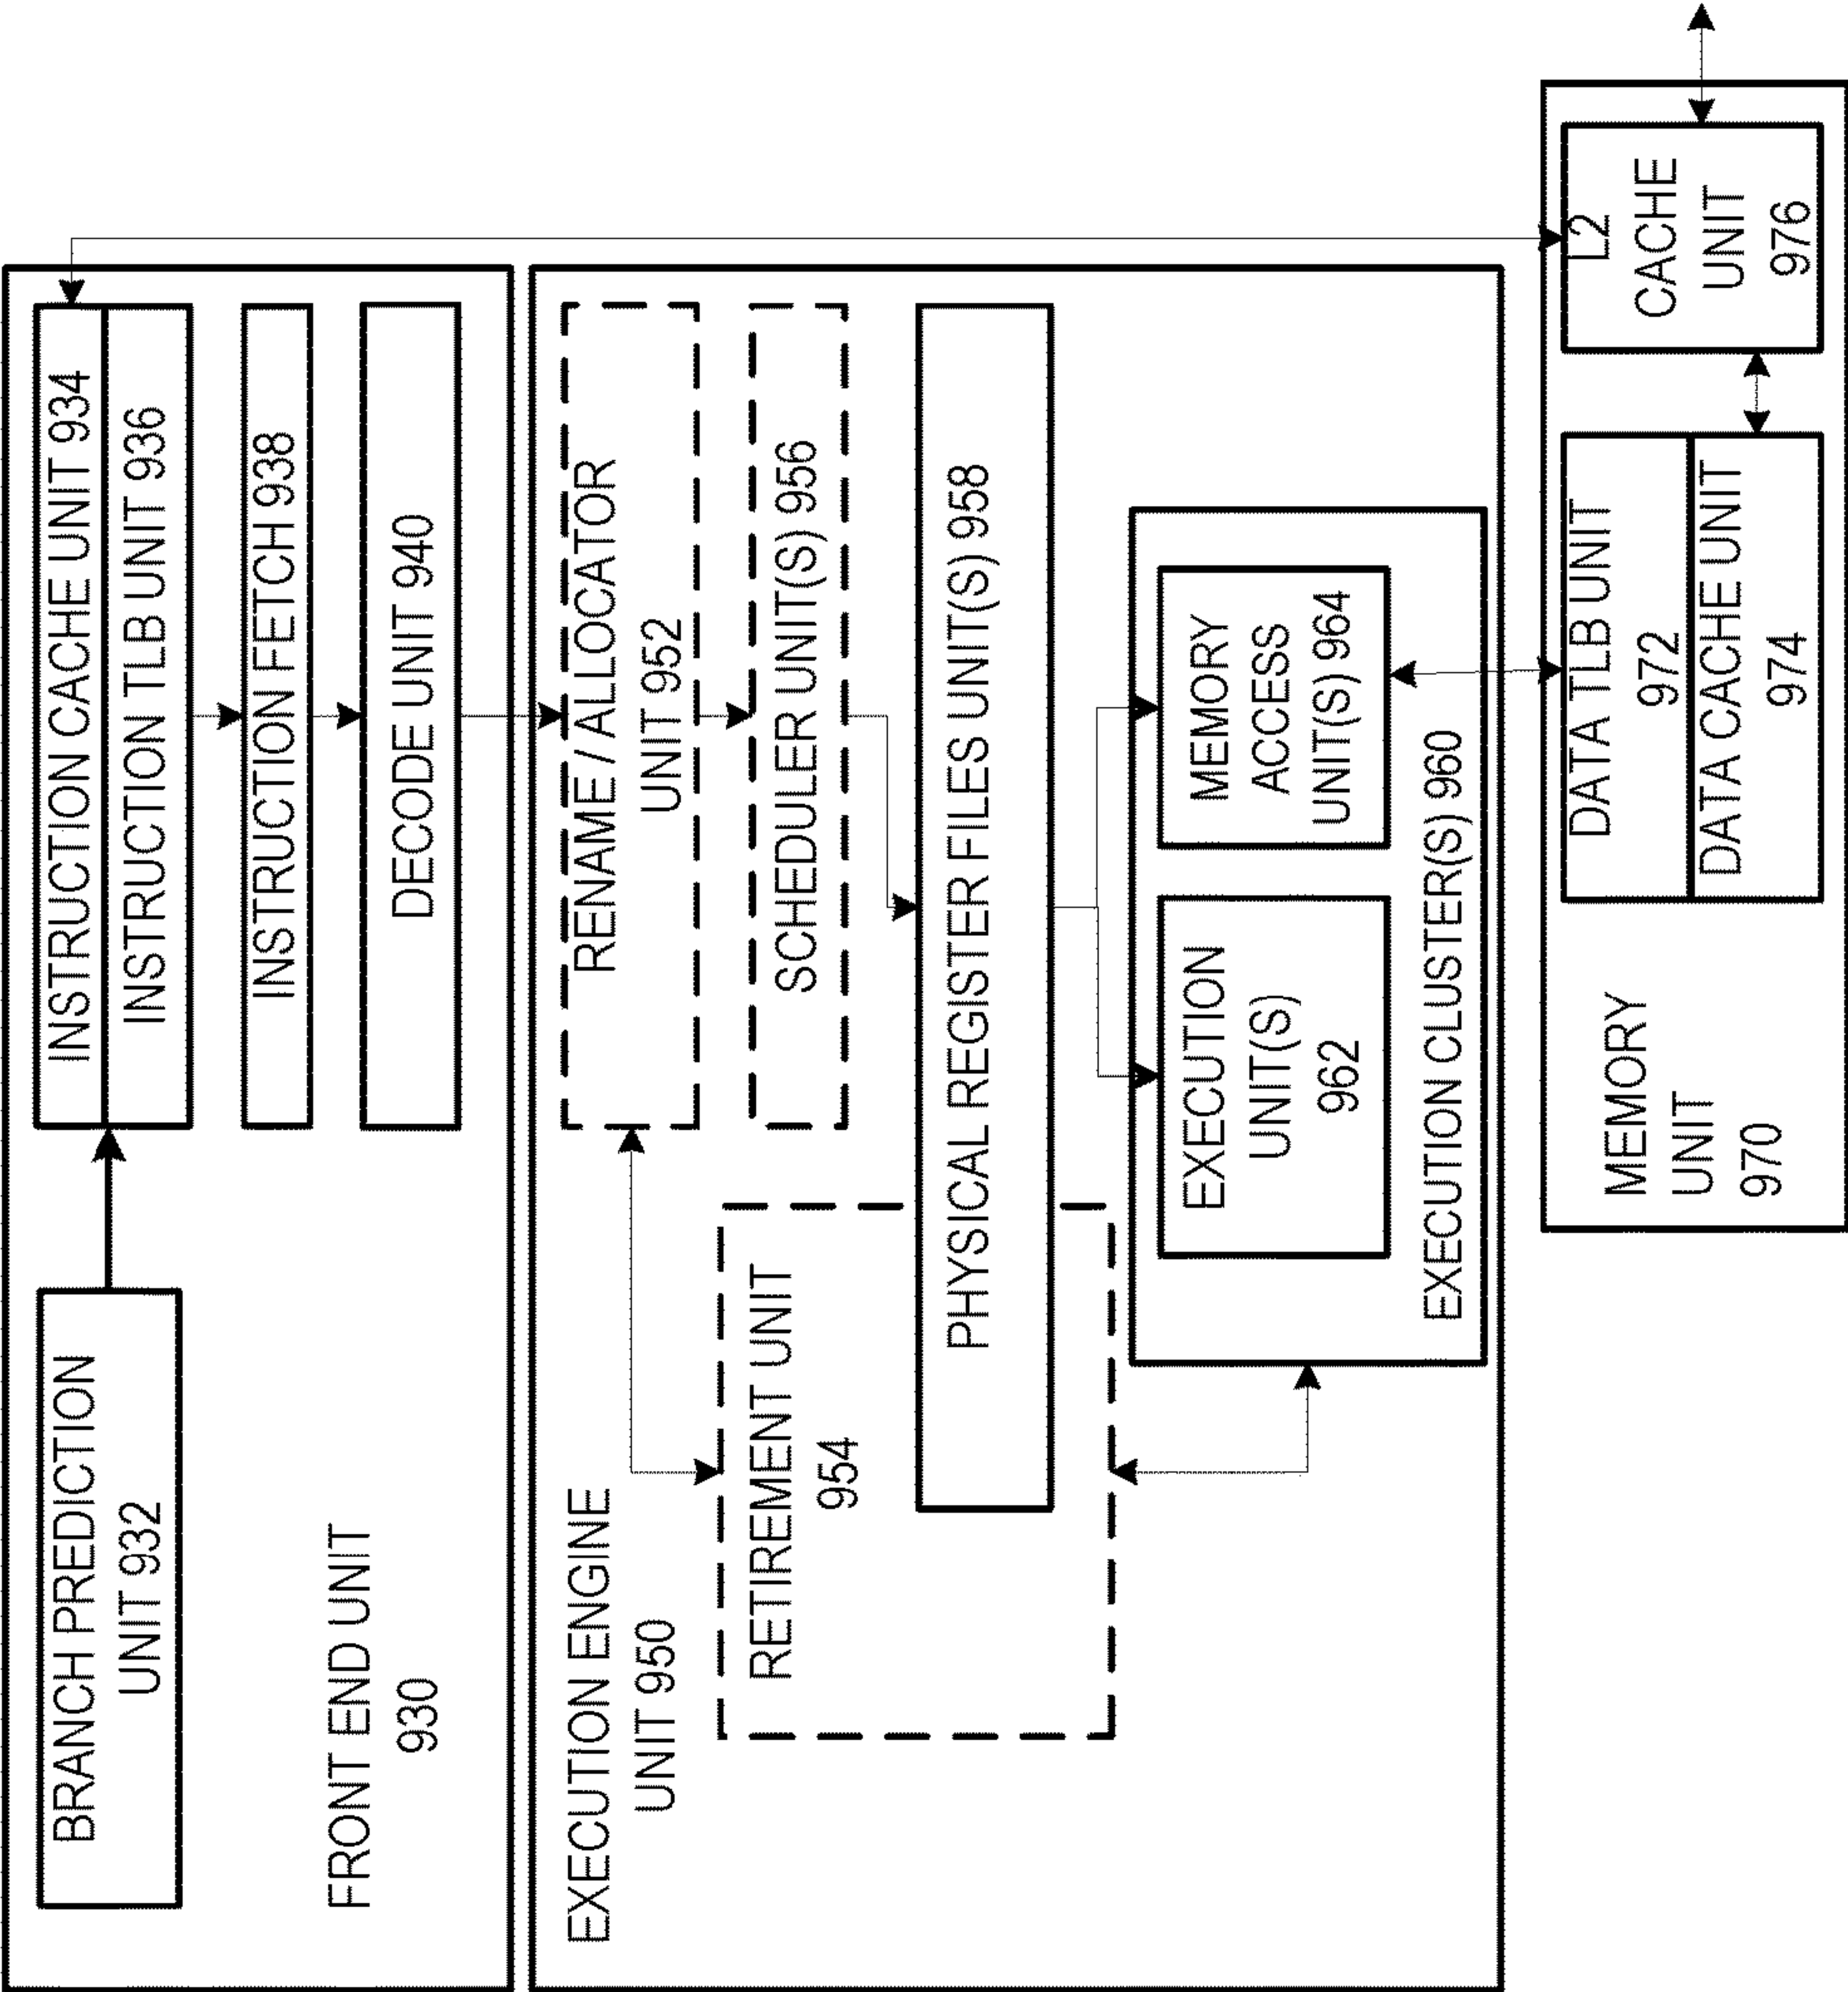 BRANCH PREDICTION
UNIT 932
INSTRUCTION CACHE UNIT 934
INSTRUCTION TLB UNIT 936
INSTRUCTION FETCH 938
DECODE UNIT 940
FRONT END UNIT
930
EXECUTION ENGINE
UNIT 950
RENAME / ALLOCATOR
UNIT 952
RETIREMENT UNIT
954
SCHEDULER UNIT(S) 956
PHYSICAL REGISTER FILES UNIT(S) 958
EXECUTION
UNIT(S)
962
MEMORY
ACCESS
UNIT(S) 964
EXECUTION CLUSTER(S) 960
MEMORY
UNIT
970
DATA TLB UNIT
972
DATA CACHE UNIT
974
L2
CACHE
UNIT
976